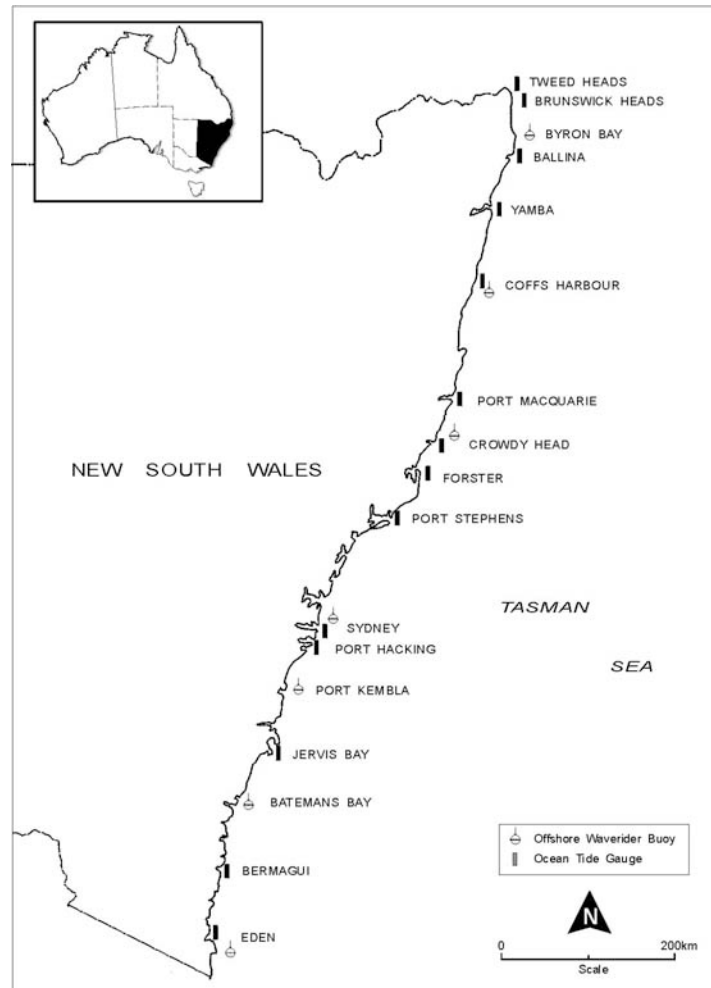 TWEED HEADS
BRUNSWICK HEADS
BYRON BAY
BALLINA
YAMBA
COFFS HARBOUR
PORT MACQUARIE
CROWDY HEAD
NEW SOUTH WALES
FORSTER
PORT STEPHENS
TASMAN
SYDNEY
PORT HACKING
SEA
PORT KEMBLA
JERVIS BAY
BATEMANS BAY
Offshore Waverider Buoy
Ocean Tide Gauge
BERMAGUI
N
EDEN
0 200km
Scale